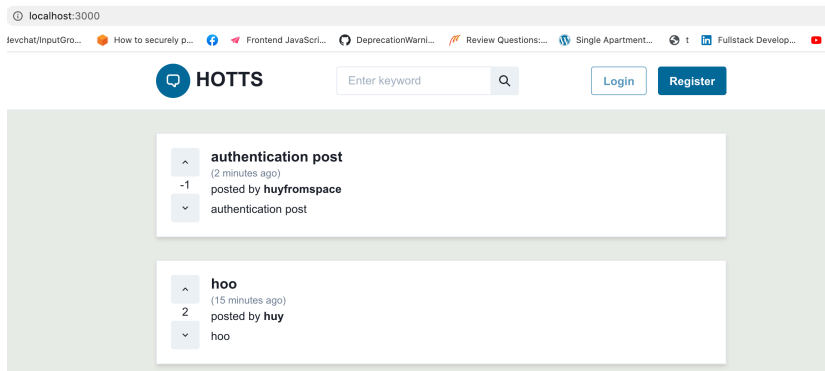 localhost:3000
devchat/InputGro... How to securely p... Frontend JavaScri... DeprecationWarni... Review Questions:... Single Apartment... t Fullstack Develop...
HOTTS Enter keyword Login Register
authentication post
(2 minutes ago)
-1 posted by huyfromspace
authentication post
hoo
(15 minutes ago)
2 posted by huy
hoo